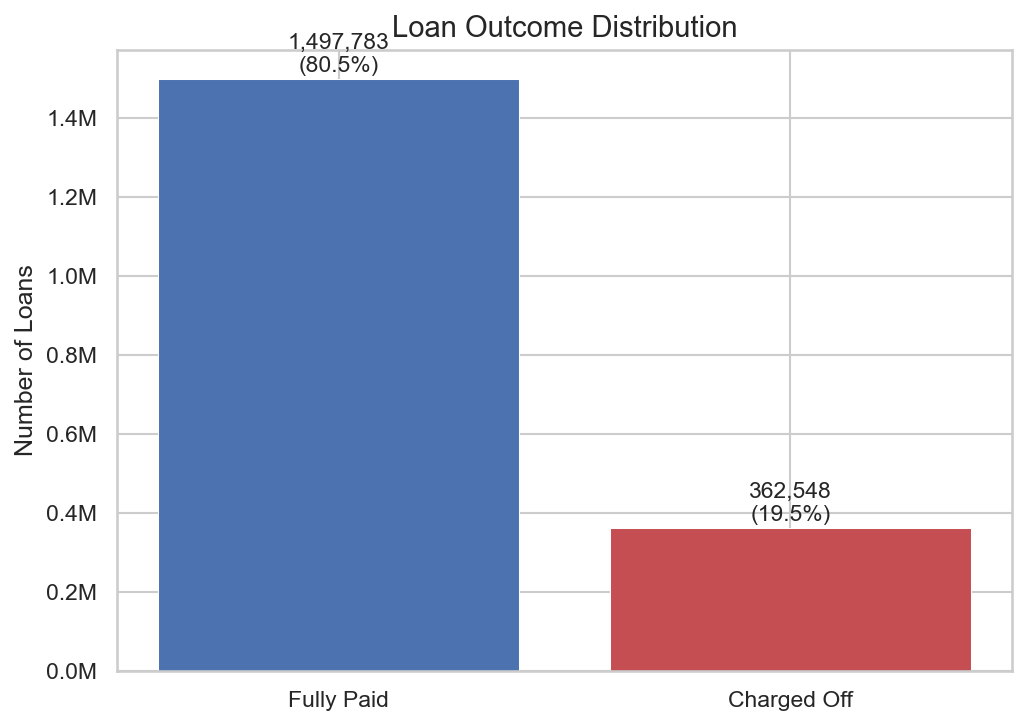 Loan Outcome Distribution
1,497,783
(80.5%)
1.4M
1.2M
1.0M
0.8M
0.6M
0.4M
0.2M
0.0M
Number of Loans
362,548
(19.5%)
Fully Paid
Charged Off